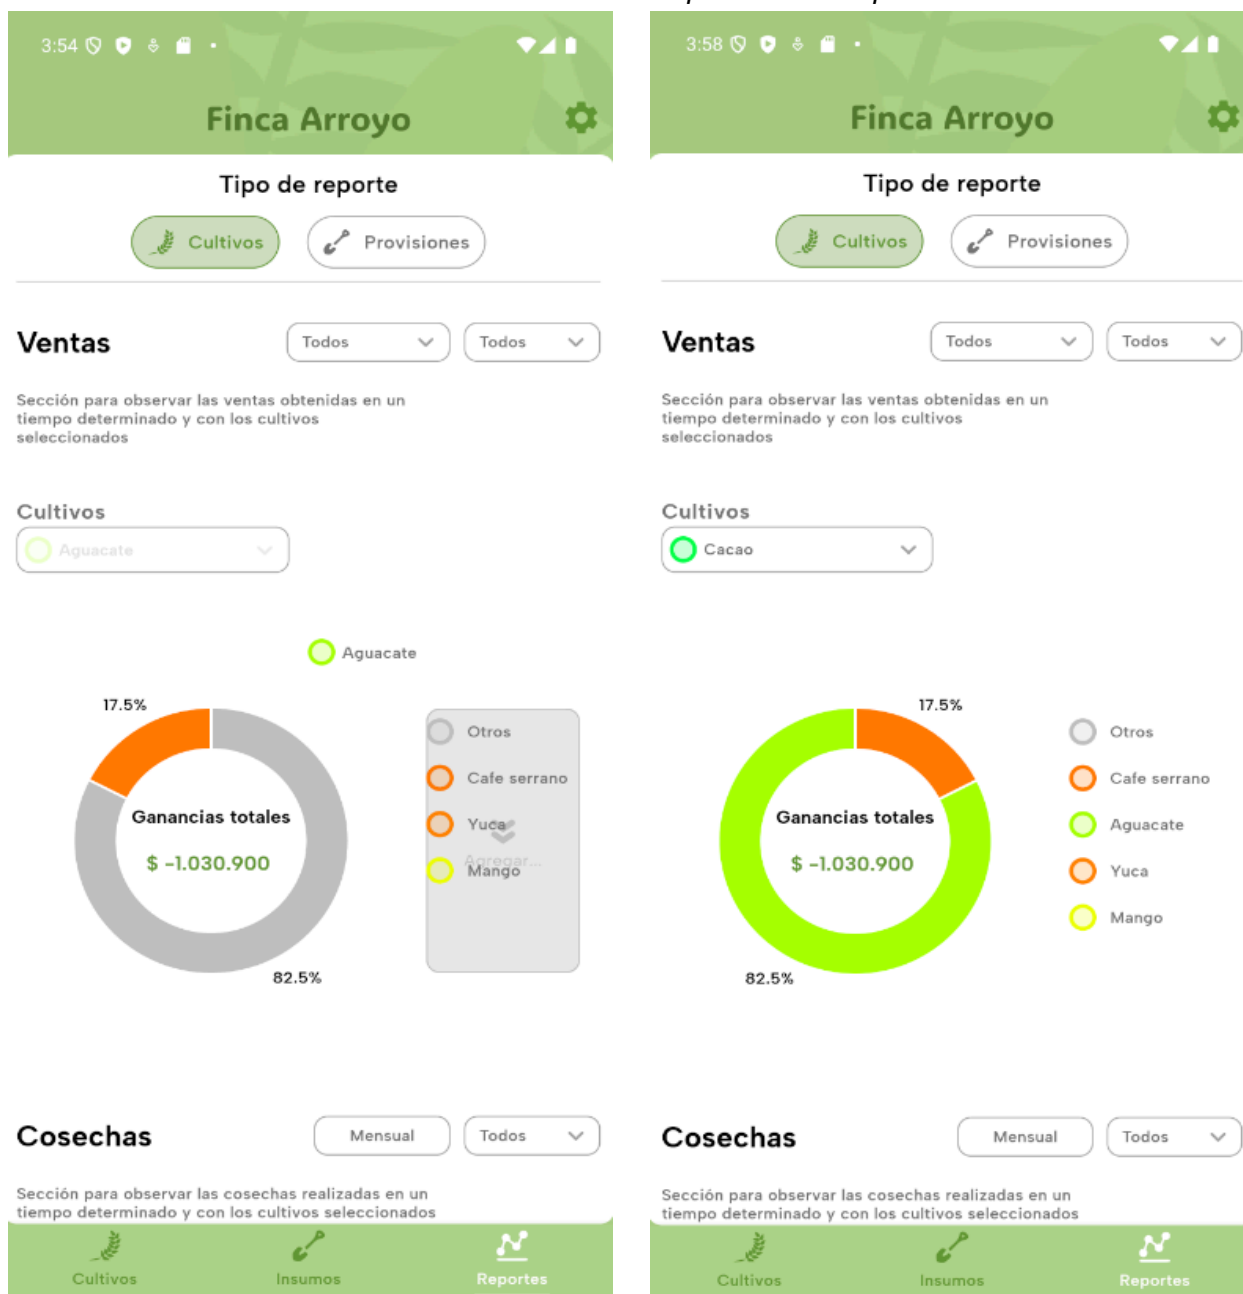 3:54
Finca Arroyo
Tipo de reporte
Cultivos
Provisiones
Ventas
Todos
Todos
Sección para observar las ventas obtenidas en un
tiempo determinado y con los cultivos
seleccionados
Cultivos
Aguacate
Aguacate
17.5%
Ganancias totales
$ -1.030.900
82.5%
Otros
Cafe serrano
Yuca
Agregar...
Mango
Cosechas
Mensual
Todos
Sección para observar las cosechas realizadas en un
tiempo determinado y con los cultivos seleccionados
Cultivos
Insumos
Reportes
3:58
Finca Arroyo
Tipo de reporte
Cultivos
Provisiones
Ventas
Todos
Todos
Sección para observar las ventas obtenidas en un
tiempo determinado y con los cultivos
seleccionados
Cultivos
Cacao
17.5%
Ganancias totales
$ -1.030.900
82.5%
Otros
Cafe serrano
Aguacate
Yuca
Mango
Cosechas
Mensual
Todos
Sección para observar las cosechas realizadas en un
tiempo determinado y con los cultivos seleccionados
Cultivos
Insumos
Reportes